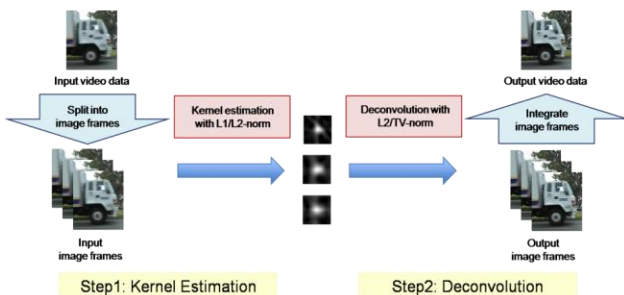 Input video data
Split into
image frames
Input
image frames
Kernel estimation
with L1/L2-norm
Deconvolution with
L2/TV-norm
Output video data
Integrate
image frames
Output
image frames
Step1: Kernel Estimation
Step2: Deconvolution